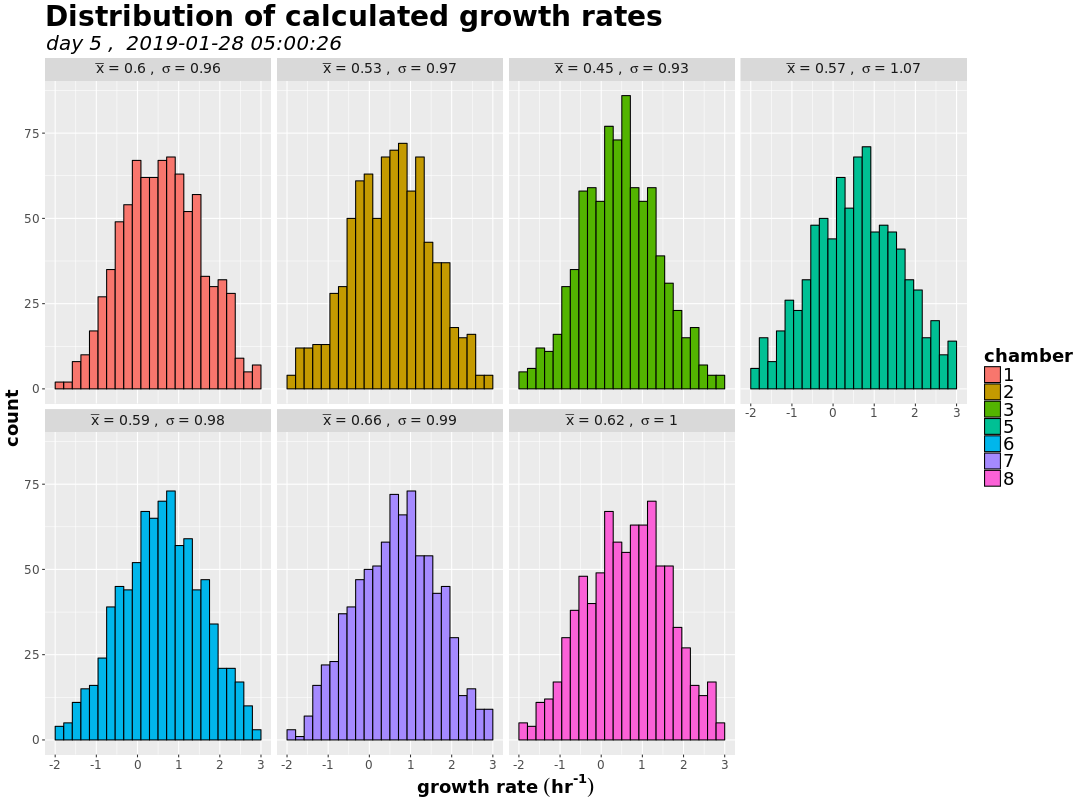 Distribution of calculated growth rates
day 5 ,  2019-01-28 05:00:26
x̅ = 0.6 ,  σ = 0.96
x̅ = 0.53 ,  σ = 0.97
x̅ = 0.45 ,  σ = 0.93
x̅ = 0.57 ,  σ = 1.07
75
50
25
0
-2 -1 0 1 2 3
x̅ = 0.59 ,  σ = 0.98
x̅ = 0.66 ,  σ = 0.99
x̅ = 0.62 ,  σ = 1
75
50
25
0
-2 -1 0 1 2 3
-2 -1 0 1 2 3
-2 -1 0 1 2 3
count
growth rate (hr⁻¹)
chamber
1
2
3
5
6
7
8